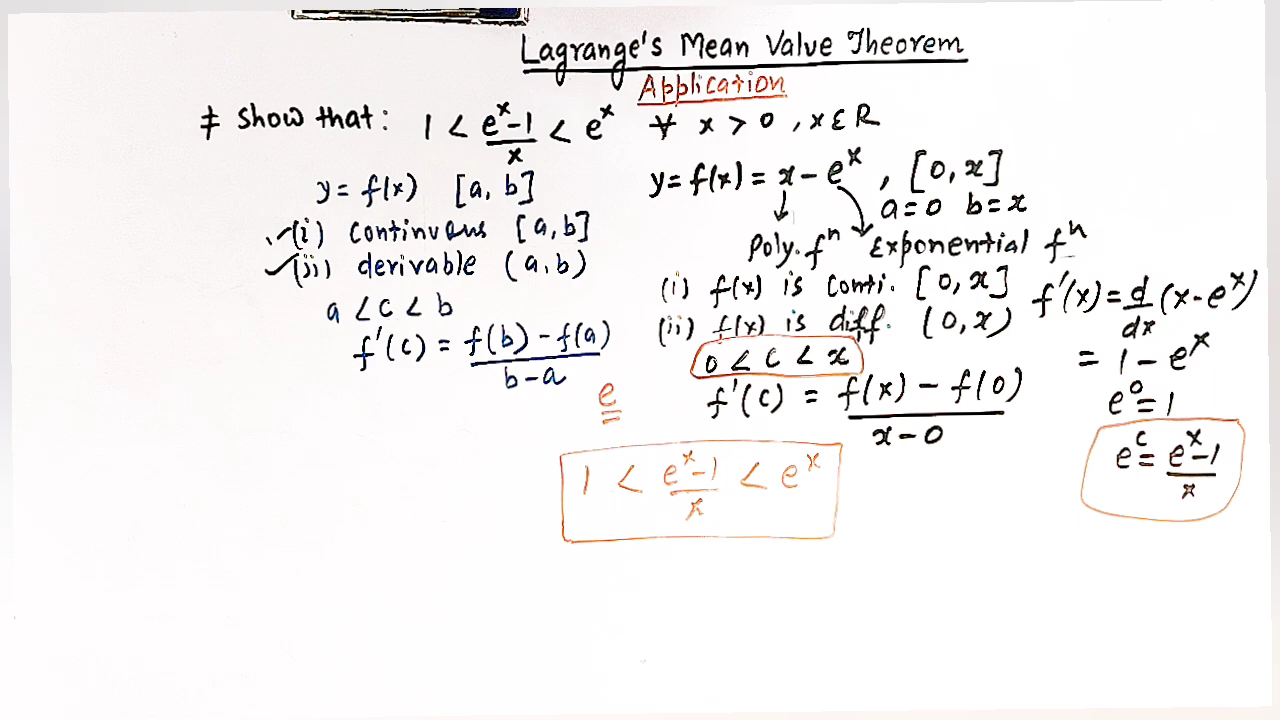 Lagrange's Mean Value Theorem
Application
≠ Show that: 1 < (e^x-1)/x < e^x ∀ x > 0 , x ε R
y = f(x) [a, b]
✓(i) continuous [a,b]
✓(ii) derivable (a,b)
a < c < b
f'(c) = (f(b) - f(a))/(b-a)
y = f(x) = x - e^x , [0, x]
a=0 b=x
↓ Poly. f^n ↓ Exponential f^n
(i) f(x) is conti. [0, x]
(ii) f(x) is diff. (0, x)
0 < c < x
f'(c) = (f(x) - f(0))/(x-0)
f'(x) = d/dx (x - e^x)
= 1 - e^x
e^0 = 1
e^c = (e^x-1)/x
e
1 < (e^x-1)/x < e^x